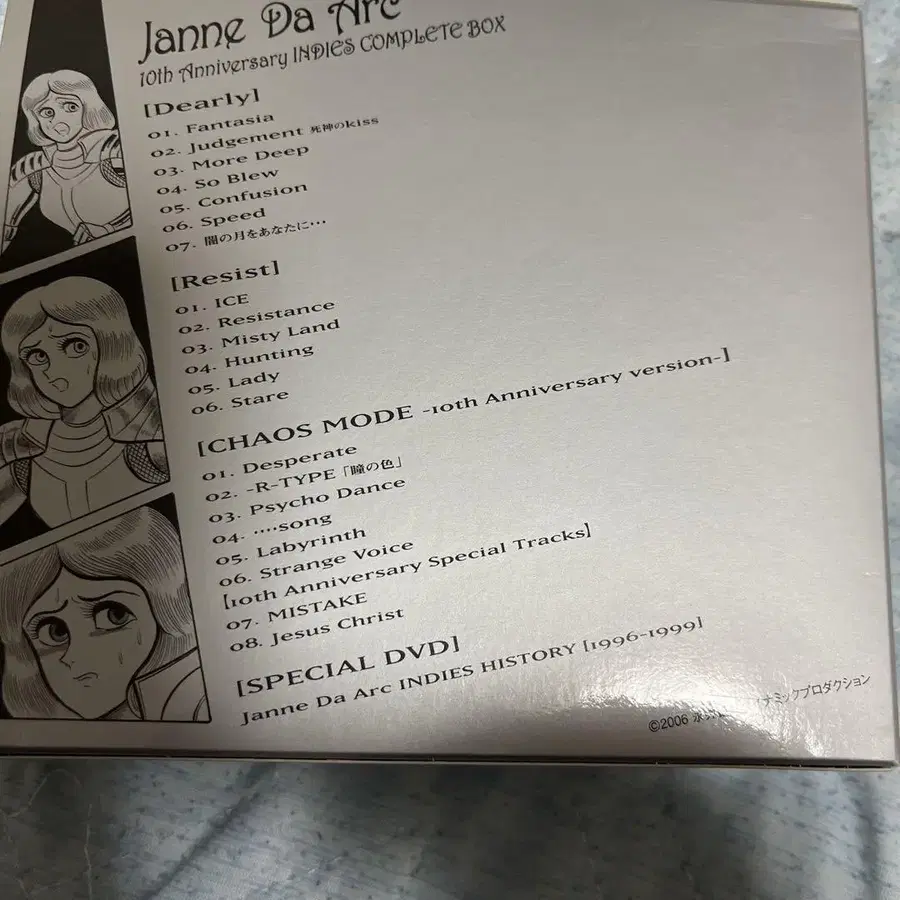 Janne Da Arc
10th Anniversary INDIES COMPLETE BOX
[Dearly]
01. Fantasia
02. Judgement 死神のkiss
03. More Deep
04. So Blew
05. Confusion
06. Speed
07. 闇の月をあなたに…
[Resist]
01. ICE
02. Resistance
03. Misty Land
04. Hunting
05. Lady
06. Stare
[CHAOS MODE -10th Anniversary version-]
01. Desperate
02. -R-TYPE「瞳の色」
03. Psycho Dance
04. ....song
05. Labyrinth
06. Strange Voice
[10th Anniversary Special Tracks]
07. MISTAKE
08. Jesus Christ
[SPECIAL DVD]
Janne Da Arc INDIES HISTORY [1996-1999]
©2006 ナミックプロダクション